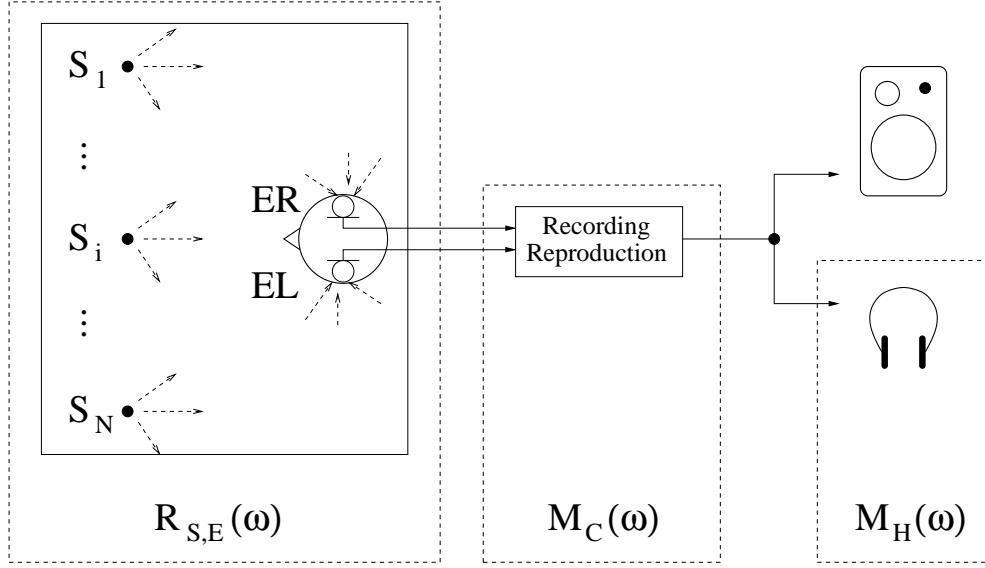 S1
⋮
Si
⋮
SN
ER
EL
Recording
Reproduction
RS,E(ω)
MC(ω)
MH(ω)